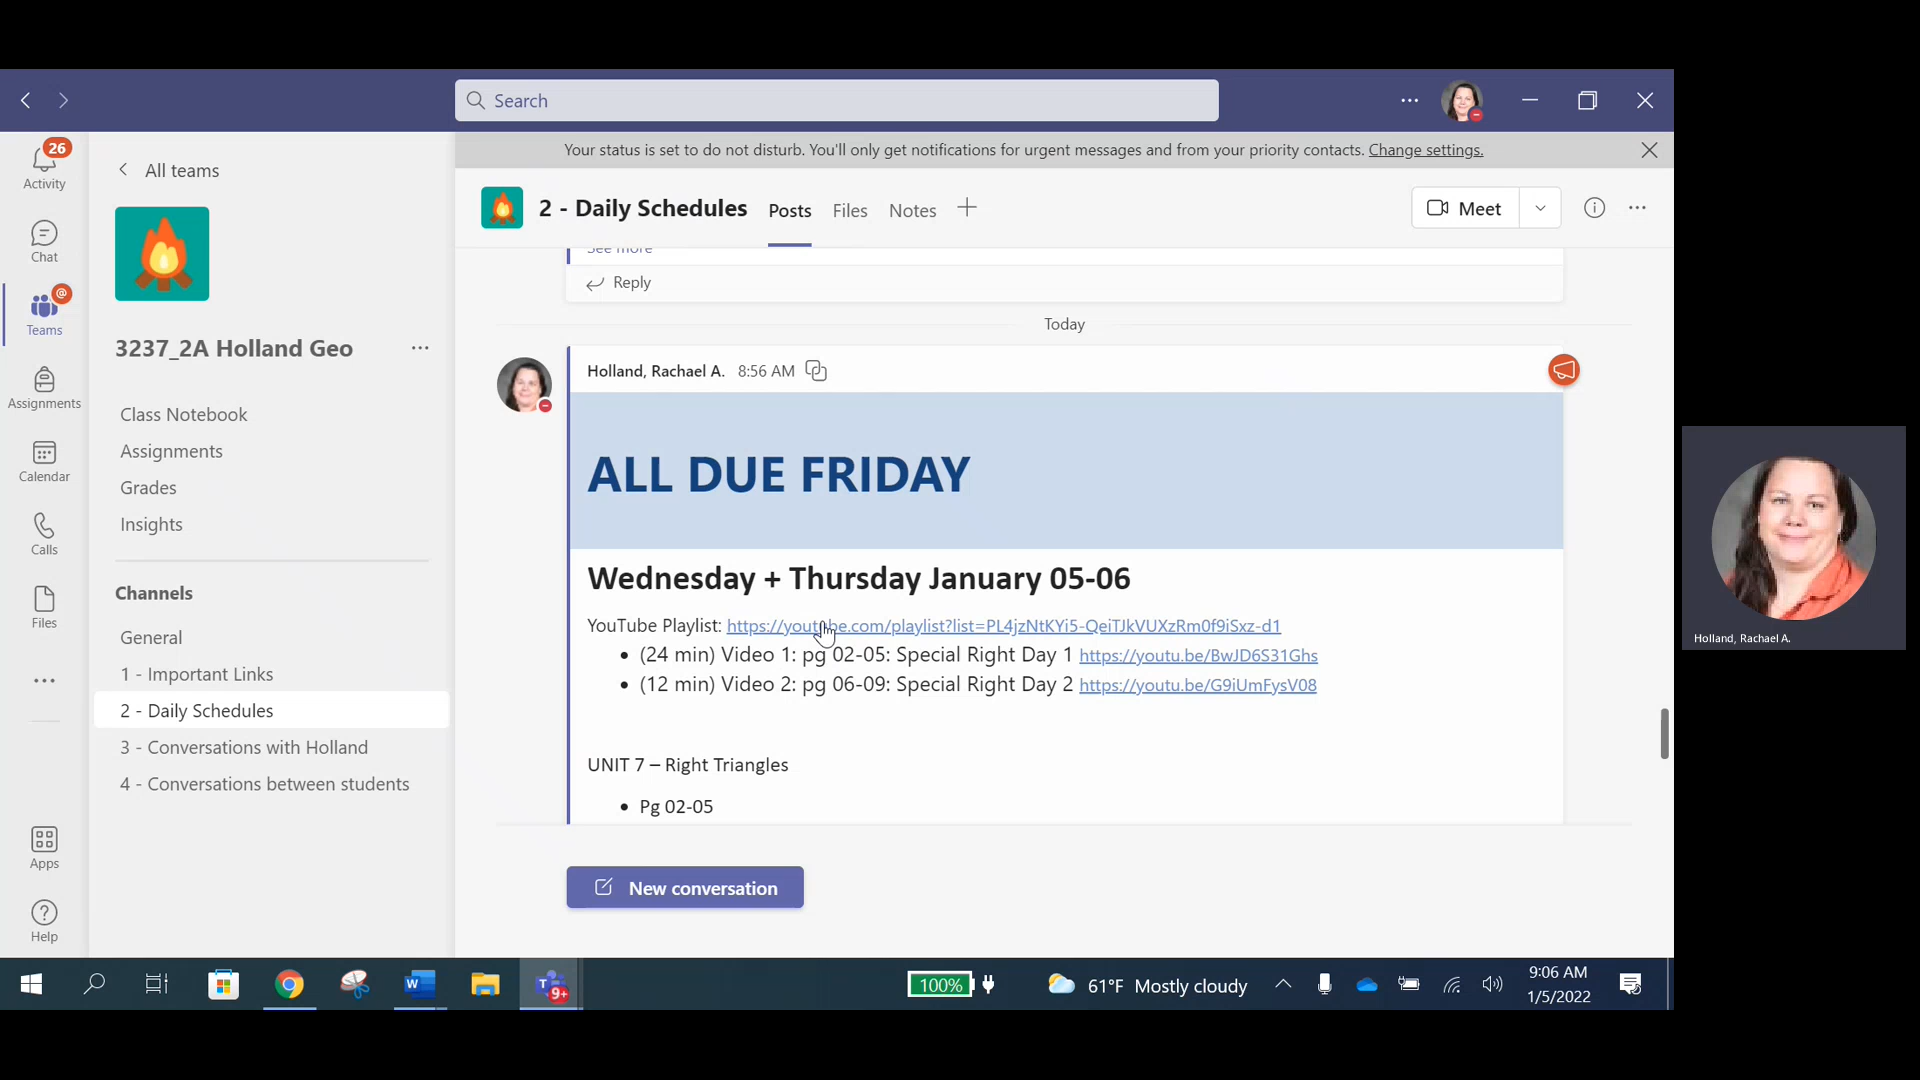 Search
Your status is set to do not disturb. You'll only get notifications for urgent messages and from your priority contacts. Change settings.
26
Activity
Chat
@
Teams
Assignments
Calendar
Calls
Files
Apps
Help
All teams
3237_2A Holland Geo
Class Notebook
Assignments
Grades
Insights
Channels
General
1 - Important Links
2 - Daily Schedules
3 - Conversations with Holland
4 - Conversations between students
2 - Daily Schedules Posts Files Notes
Meet
See more
Reply
Today
Holland, Rachael A. 8:56 AM
ALL DUE FRIDAY
Wednesday + Thursday January 05-06
YouTube Playlist: https://youtube.com/playlist?list=PL4jzNtKYi5-QeiTJkVUXzRm0f9iSxz-d1
• (24 min) Video 1: pg 02-05: Special Right Day 1 https://youtu.be/BwJD6S31Ghs
• (12 min) Video 2: pg 06-09: Special Right Day 2 https://youtu.be/G9iUmFysV08
UNIT 7 – Right Triangles
• Pg 02-05
New conversation
Holland, Rachael A.
W
T
9+
100%
61°F Mostly cloudy
9:06 AM
1/5/2022